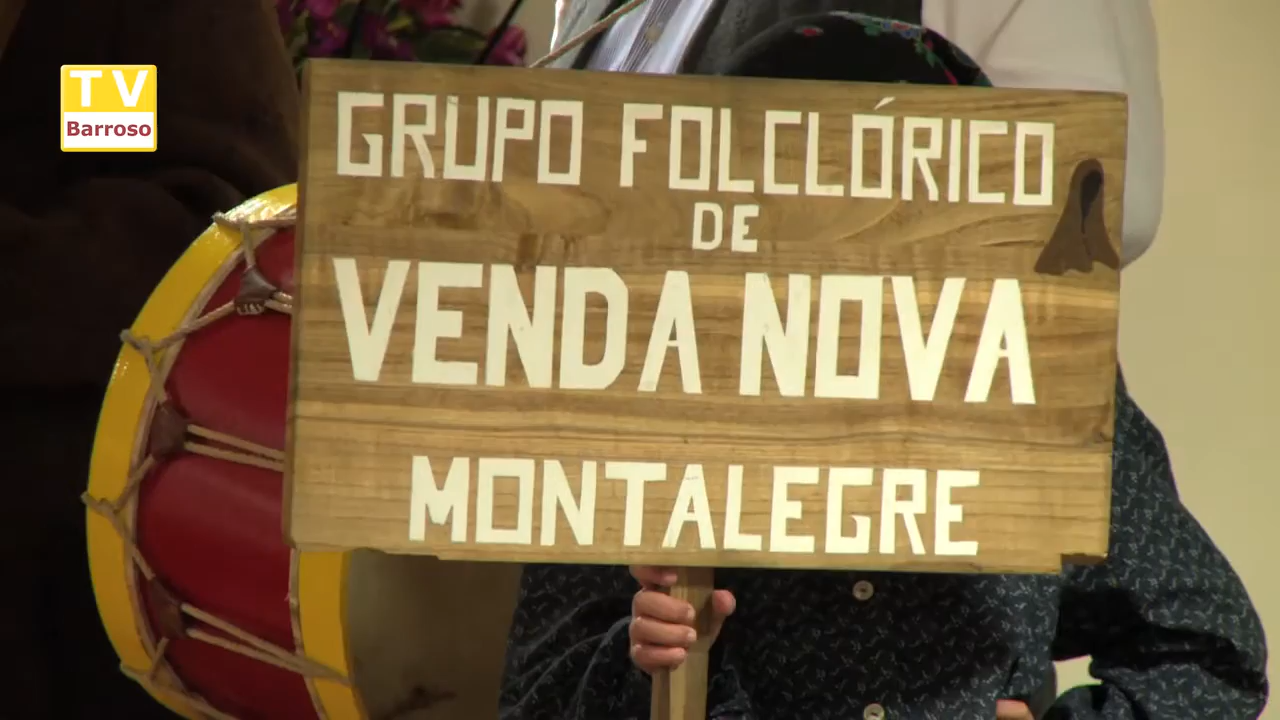 TV
Barroso
GRUPO FOLCLÓRICO
DE
VENDA NOVA
MONTALEGRE